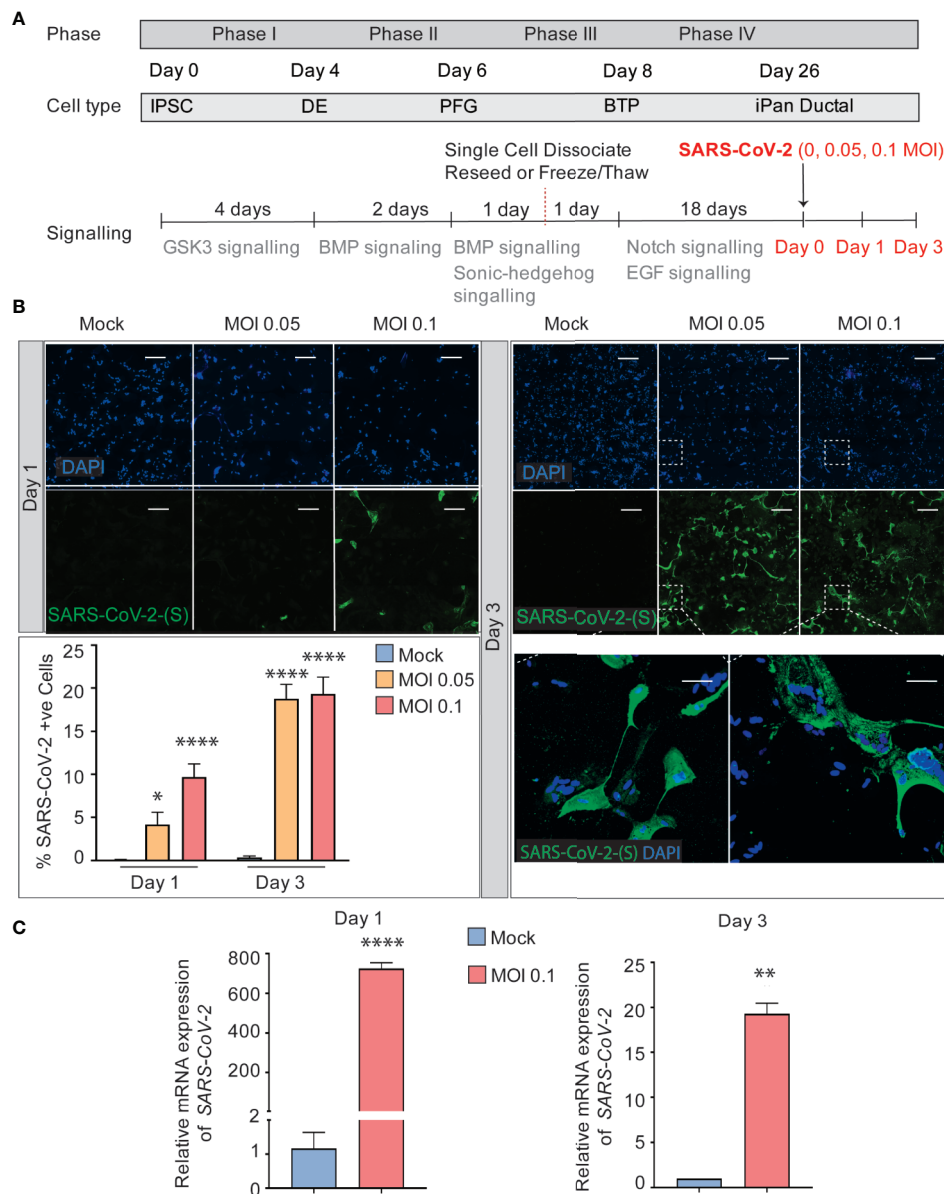 A
Phase Phase I Phase II Phase III Phase IV
Day 0 Day 4 Day 6 Day 8 Day 26
Cell type IPSC DE PFG BTP iPan Ductal
Single Cell Dissociate
Reseed or Freeze/Thaw
SARS-CoV-2 (0, 0.05, 0.1 MOI)
4 days 2 days 1 day 1 day 18 days
Signalling GSK3 signalling BMP signalling BMP signalling Notch signalling Day 0 Day 1 Day 3
Sonic-hedgehog EGF signalling
singalling
B
Mock MOI 0.05 MOI 0.1
Day 1
DAPI
SARS-CoV-2-(S)
Mock MOI 0.05 MOI 0.1
Day 3
DAPI
SARS-CoV-2-(S)
SARS-CoV-2-(S) DAPI
% SARS-CoV-2 +ve Cells
25
20
15
10
5
0
* **** **** ****
Day 1 Day 3
Mock
MOI 0.05
MOI 0.1
C
Day 1
Relative mRNA expression
of SARS-CoV-2
800
600
400
200
2
1
0
****
Mock
MOI 0.1
Day 3
Relative mRNA expression
of SARS-CoV-2
25
20
15
10
5
0
**